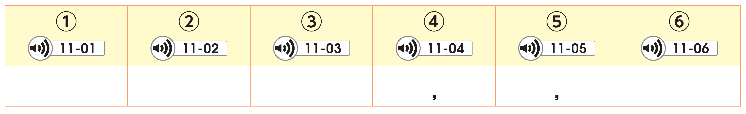 ① ② ③ ④ ⑤ ⑥
11-01 11-02 11-03 11-04 11-05 11-06
, ,